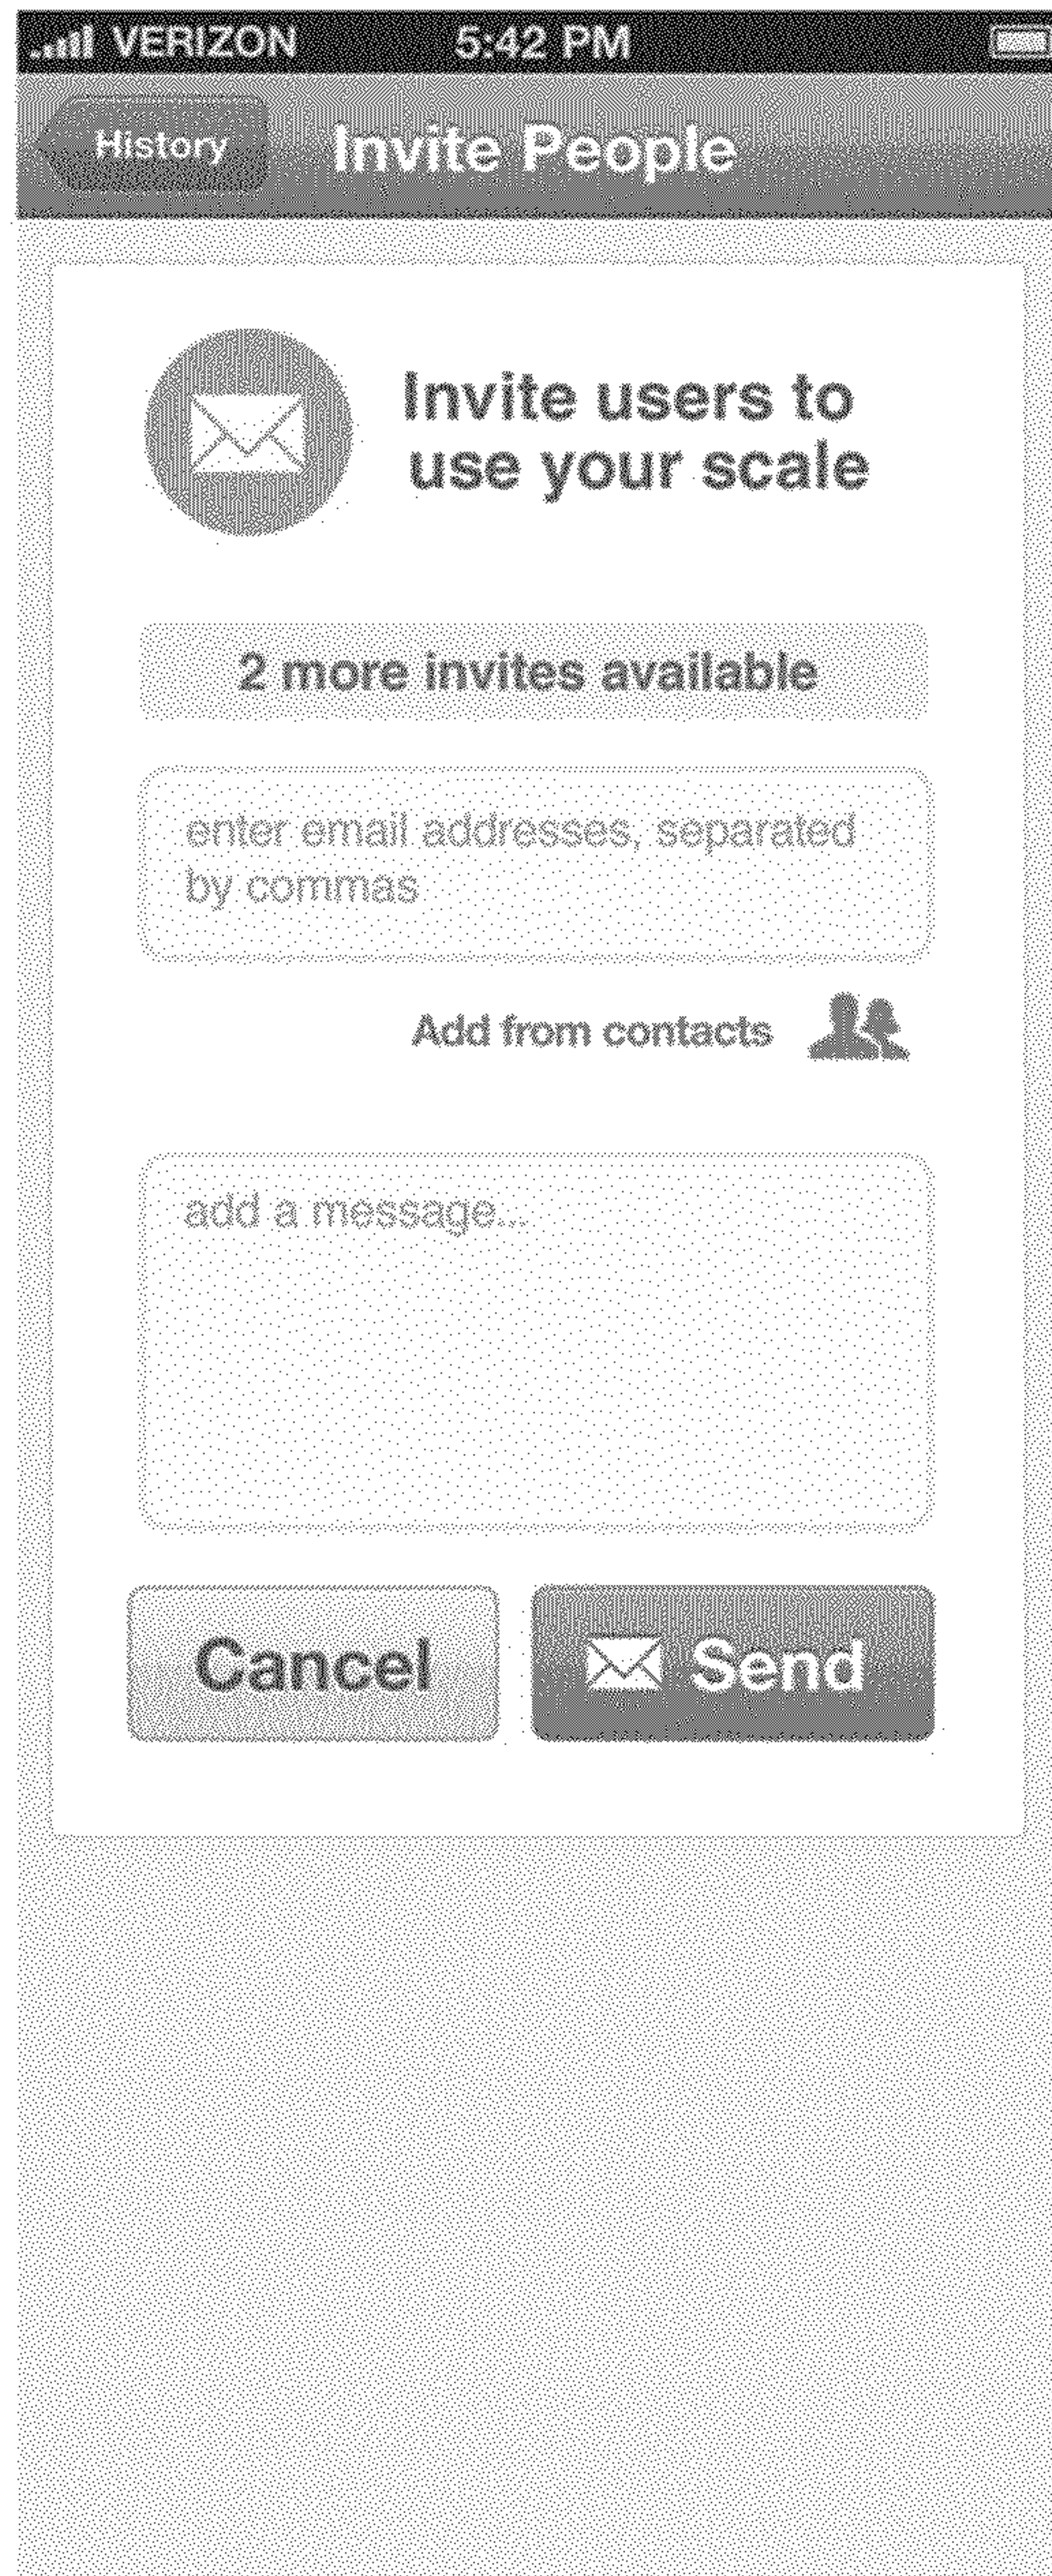 VERIZON 5:42 PM
History Invite People
Invite users to
use your scale
2 more invites available
enter email addresses, separated
by commas
Add from contacts
add a message...
Cancel Send